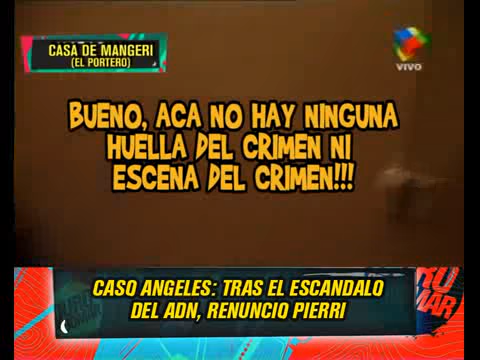 CASA DE MANGERI
(EL PORTERO)
VIVO
BUENO, ACA NO HAY NINGUNA
HUELLA DEL CRIMEN NI
ESCENA DEL CRIMEN!!!
CASO ANGELES: TRAS EL ESCANDALO
DEL ADN, RENUNCIO PIERRI